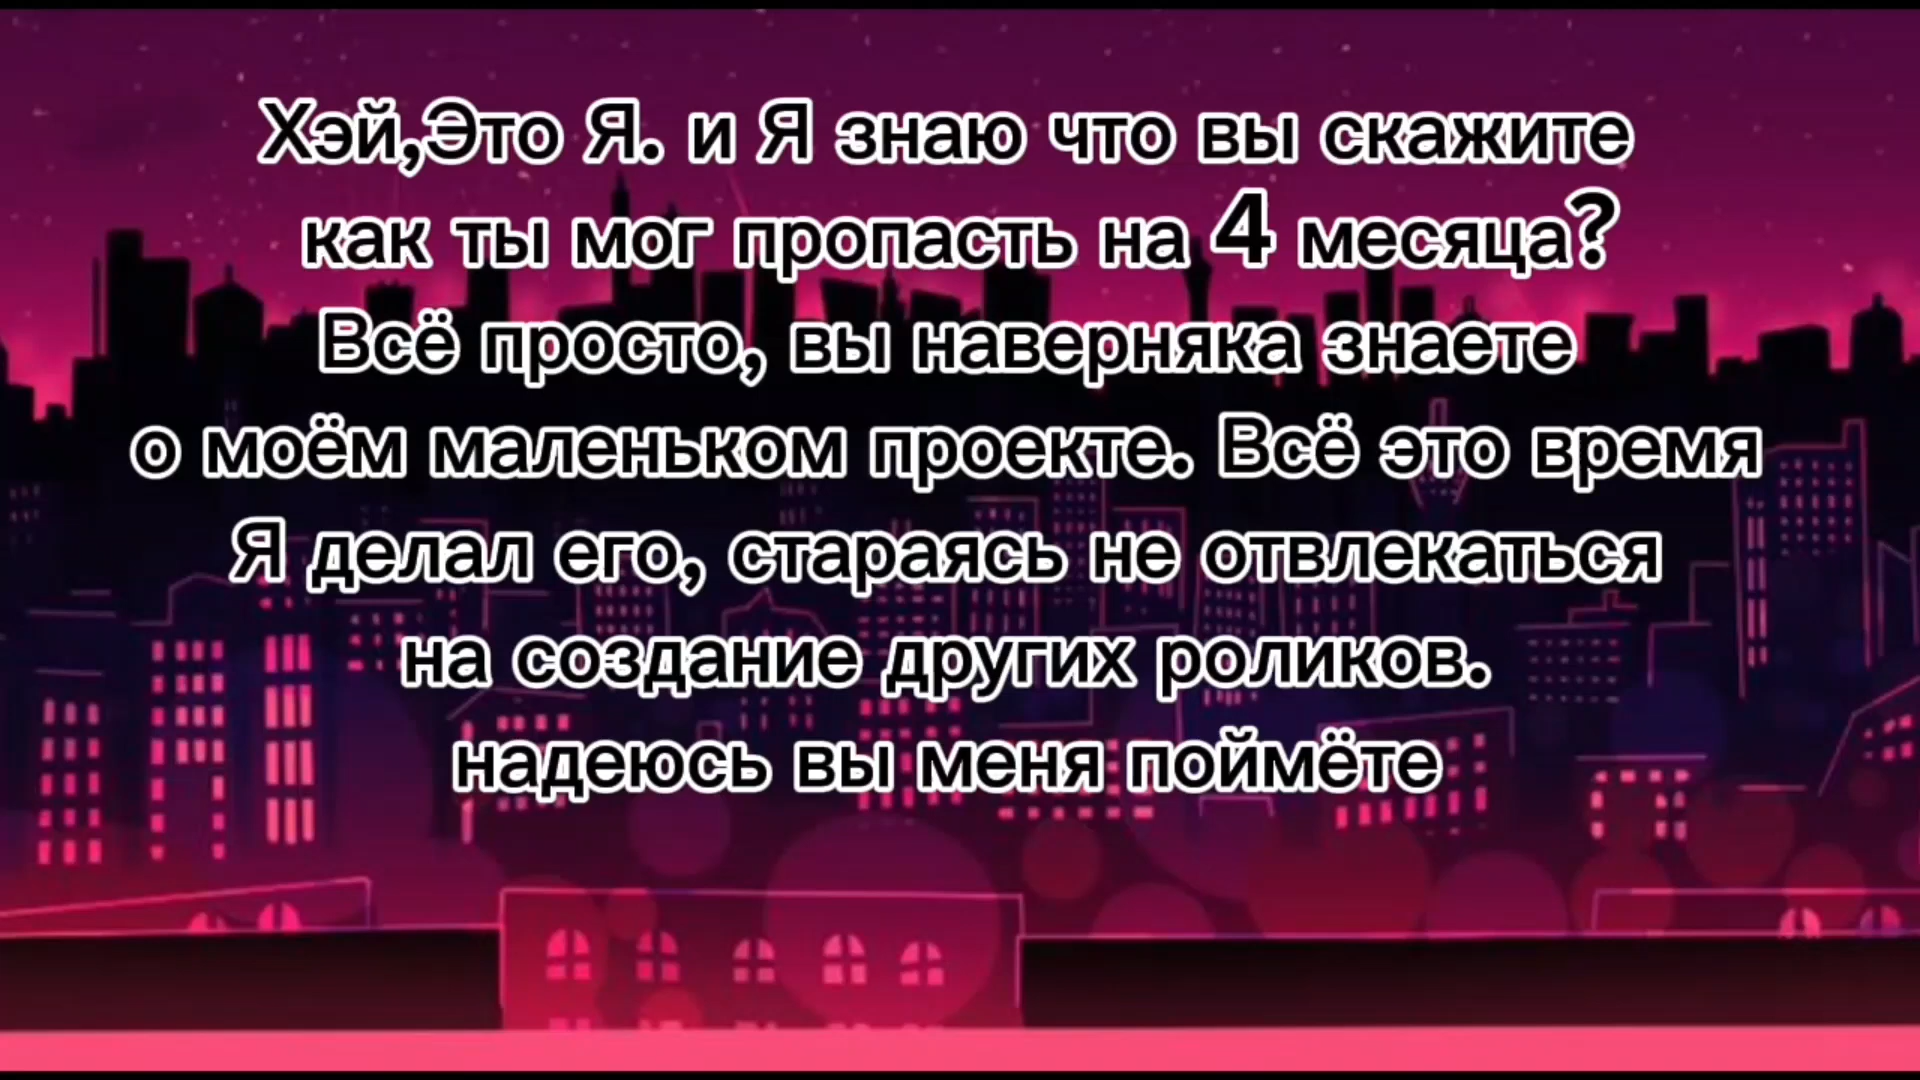 Хэй,Это Я. и Я знаю что вы скажите
как ты мог пропасть на 4 месяца?
Всё просто, вы наверняка знаете
о моём маленьком проекте. Всё это время
Я делал его, стараясь не отвлекаться
на создание других роликов.
надеюсь вы меня поймёте